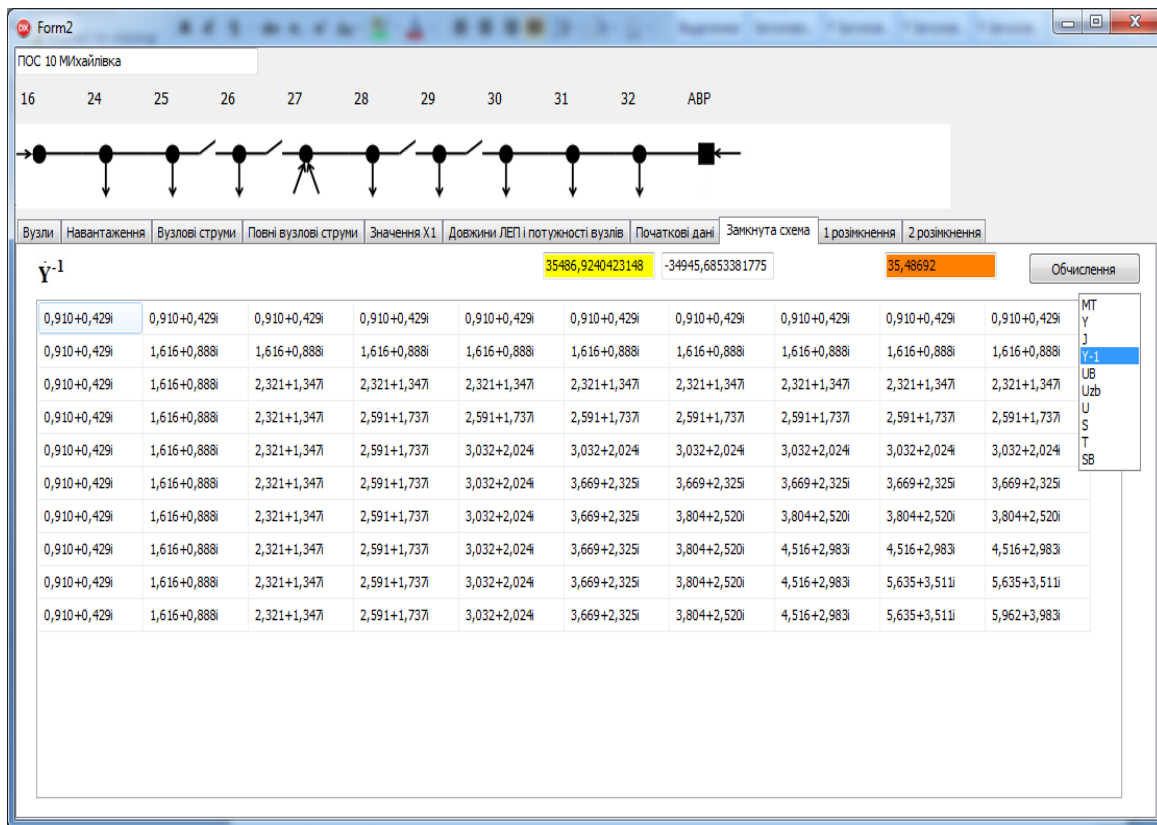 Form2
ПОС 10 МИхайлівка
16 24 25 26 27 28 29 30 31 32 АВР
Вузли Навантаження Вузлові струми Повні вузлові струми Значення X1 Довжини ЛЕП і потужності вузлів Початкові дані Замкнута схема 1 розімкнення 2 розімкнення
Ẏ-1 35486,9240423148 -34945,6853381775 35,48692 Обчислення
0,910+0,429i 0,910+0,429i 0,910+0,429i 0,910+0,429i 0,910+0,429i 0,910+0,429i 0,910+0,429i 0,910+0,429i 0,910+0,429i 0,910+0,429i
0,910+0,429i 1,616+0,888i 1,616+0,888i 1,616+0,888i 1,616+0,888i 1,616+0,888i 1,616+0,888i 1,616+0,888i 1,616+0,888i 1,616+0,888i
0,910+0,429i 1,616+0,888i 2,321+1,347i 2,321+1,347i 2,321+1,347i 2,321+1,347i 2,321+1,347i 2,321+1,347i 2,321+1,347i 2,321+1,347i
0,910+0,429i 1,616+0,888i 2,321+1,347i 2,591+1,737i 2,591+1,737i 2,591+1,737i 2,591+1,737i 2,591+1,737i 2,591+1,737i 2,591+1,737i
0,910+0,429i 1,616+0,888i 2,321+1,347i 2,591+1,737i 3,032+2,024i 3,032+2,024i 3,032+2,024i 3,032+2,024i 3,032+2,024i 3,032+2,024i
0,910+0,429i 1,616+0,888i 2,321+1,347i 2,591+1,737i 3,032+2,024i 3,669+2,325i 3,669+2,325i 3,669+2,325i 3,669+2,325i 3,669+2,325i
0,910+0,429i 1,616+0,888i 2,321+1,347i 2,591+1,737i 3,032+2,024i 3,669+2,325i 3,804+2,520i 3,804+2,520i 3,804+2,520i 3,804+2,520i
0,910+0,429i 1,616+0,888i 2,321+1,347i 2,591+1,737i 3,032+2,024i 3,669+2,325i 3,804+2,520i 4,516+2,983i 4,516+2,983i 4,516+2,983i
0,910+0,429i 1,616+0,888i 2,321+1,347i 2,591+1,737i 3,032+2,024i 3,669+2,325i 3,804+2,520i 4,516+2,983i 5,635+3,511i 5,635+3,511i
0,910+0,429i 1,616+0,888i 2,321+1,347i 2,591+1,737i 3,032+2,024i 3,669+2,325i 3,804+2,520i 4,516+2,983i 5,635+3,511i 5,962+3,983i
MT
Y
J
Y-1
UB
Uzb
U
S
T
SB